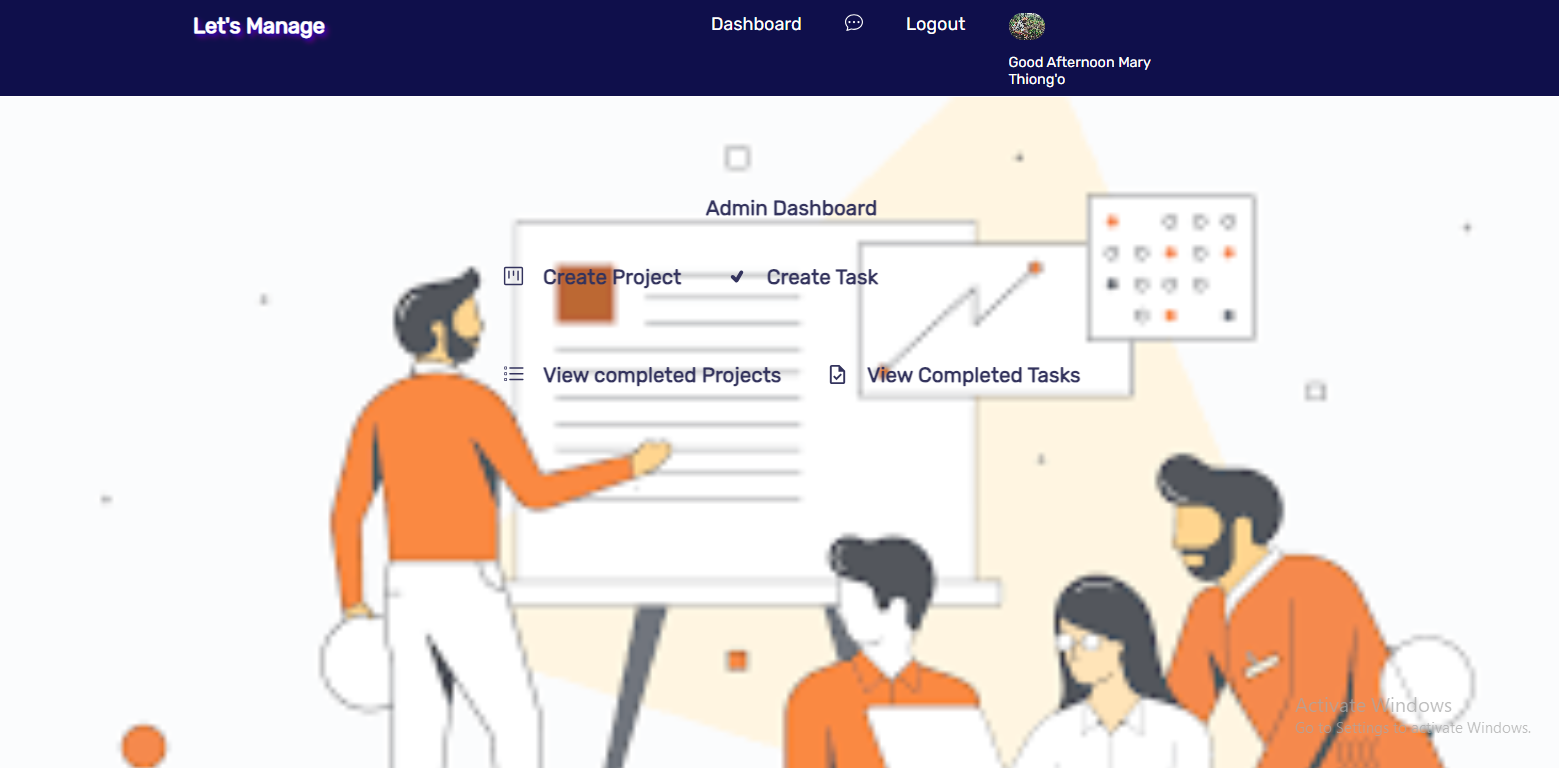 Let's Manage
Dashboard
Logout
Good Afternoon Mary
Thiong'o
Admin Dashboard
Create Project
Create Task
View completed Projects
View Completed Tasks
Activate Windows
Go to Settings to activate Windows.